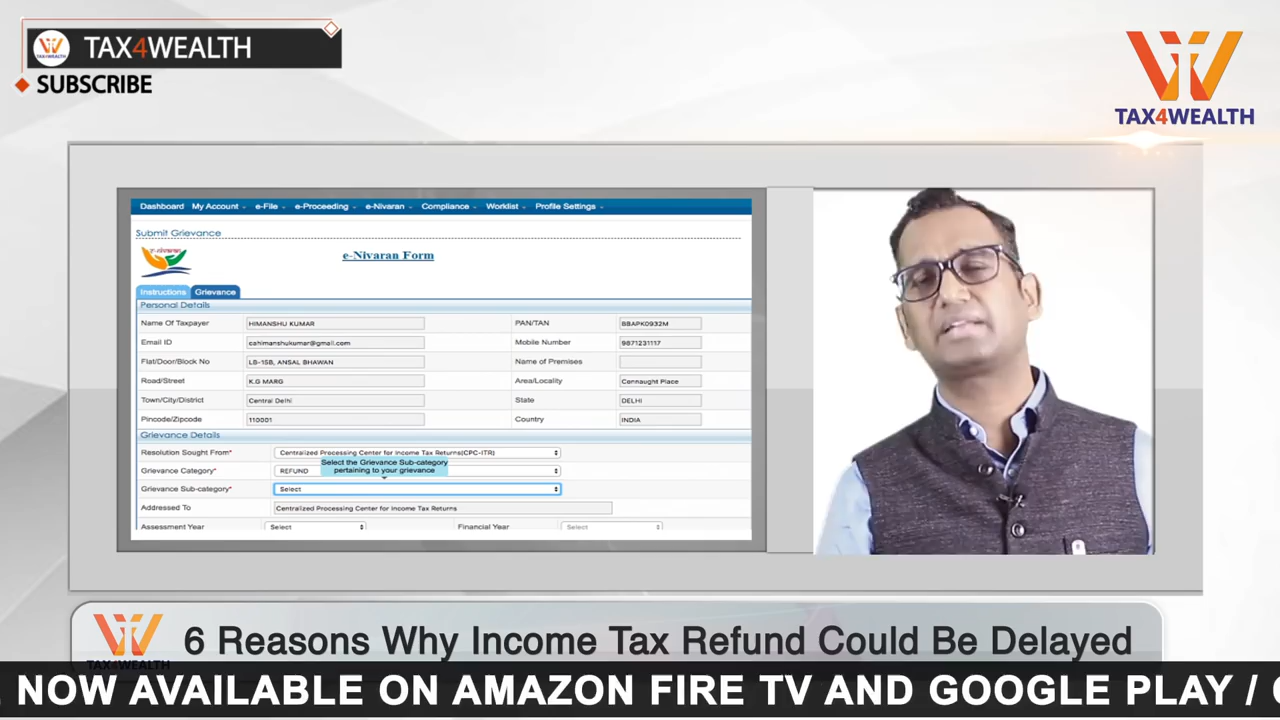 TAX4WEALTH
SUBSCRIBE
TAX4WEALTH
Dashboard My Account e-File e-Proceeding e-Nivaran Compliance Worklist Profile Settings
Submit Grievance
e-Nivaran
e-Nivaran Form
Instructions Grievance
Personal Details
Name Of Taxpayer HIMANSHU KUMAR PAN/TAN BBAPK0932M
Email ID cahimanshukumar@gmail.com Mobile Number 9871231117
Flat/Door/Block No LB-15B, ANSAL BHAWAN Name of Premises
Road/Street K.G MARG Area/Locality Connaught Place
Town/City/District Central Delhi State DELHI
Pincode/Zipcode 110001 Country INDIA
Grievance Details
Resolution Sought From* Centralized Processing Center for Income Tax Returns(CPC-ITR)
Select the Grievance Sub-category
pertaining to your grievance
Grievance Category* REFUND
Grievance Sub-category* Select
Addressed To Centralized Processing Center for Income Tax Returns
Assessment Year Select Financial Year Select
6 Reasons Why Income Tax Refund Could Be Delayed
TAX4WEALTH
NOW AVAILABLE ON AMAZON FIRE TV AND GOOGLE PLAY /